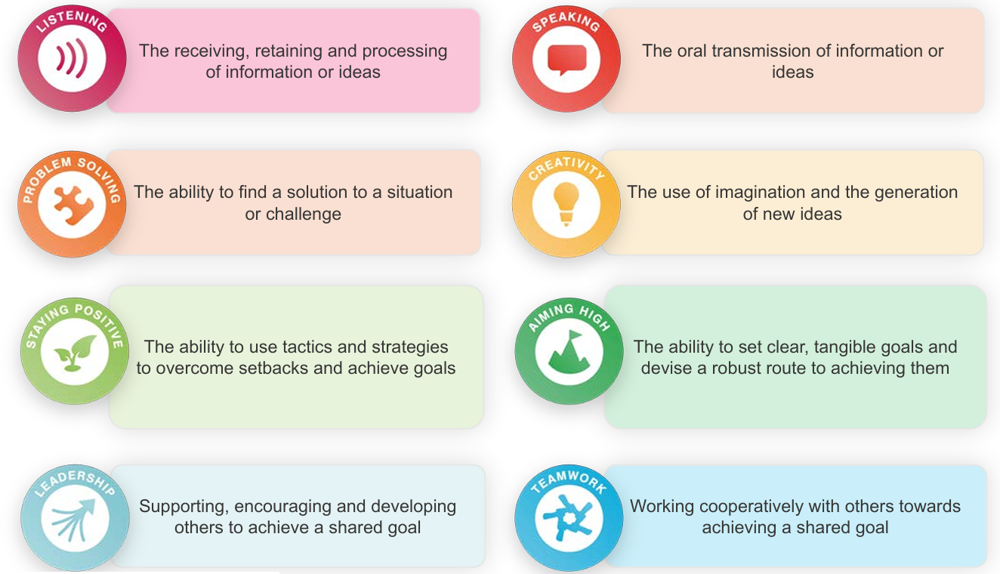 LISTENING
The receiving, retaining and processing
of information or ideas
SPEAKING
The oral transmission of information or
ideas
PROBLEM SOLVING
The ability to find a solution to a situation
or challenge
CREATIVITY
The use of imagination and the generation
of new ideas
STAYING POSITIVE
The ability to use tactics and strategies
to overcome setbacks and achieve goals
AIMING HIGH
The ability to set clear, tangible goals and
devise a robust route to achieving them
LEADERSHIP
Supporting, encouraging and developing
others to achieve a shared goal
TEAMWORK
Working cooperatively with others towards
achieving a shared goal